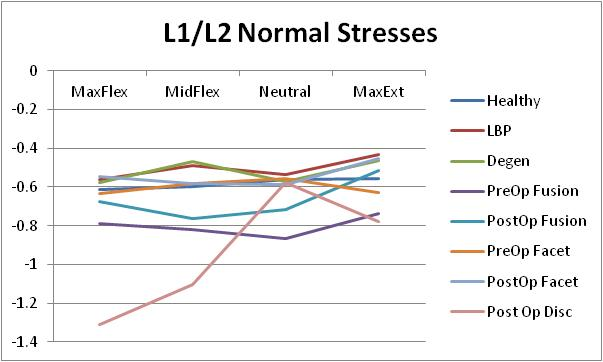 L1/L2 Normal Stresses
0
MaxFlex MidFlex Neutral MaxExt
-0.2
-0.4
-0.6
-0.8
-1
-1.2
-1.4
Healthy
LBP
Degen
PreOp Fusion
PostOp Fusion
PreOp Facet
PostOp Facet
Post Op Disc